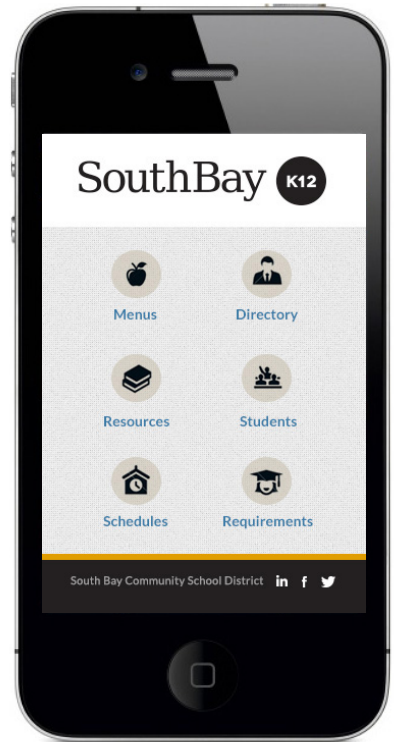 SouthBay K12
Menus
Directory
Resources
Students
Schedules
Requirements
South Bay Community School District in f